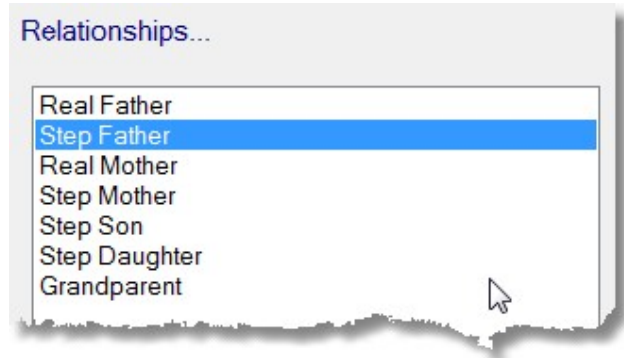 Relationships...
Real Father
Step Father
Real Mother
Step Mother
Step Son
Step Daughter
Grandparent